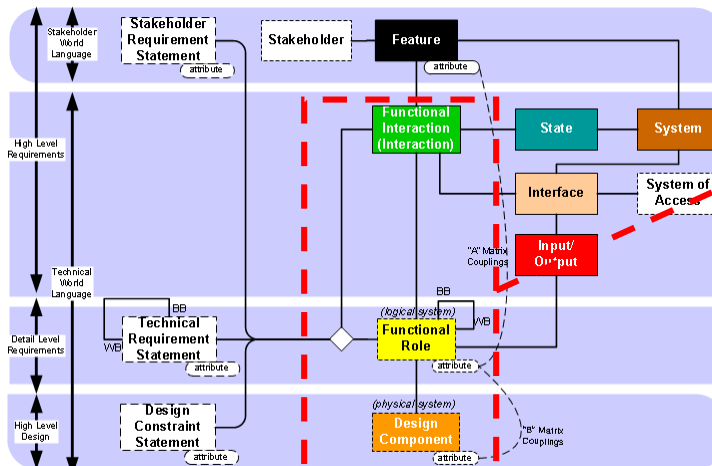 Stakeholder
World
Language
Stakeholder
Requirement
Statement
attribute
Stakeholder
Feature
attribute
High Level
Requirements
Functional
Interaction
(Interaction)
State
System
Interface
System of
Access
"A" Matrix
Couplings
Input/
Output
Technical
World
Language
BB
WB
Detail Level
Requirements
Technical
Requirement
Statement
attribute
(logical system)
Functional
Role
attribute
BB
WB
High Level
Design
Design
Constraint
Statement
attribute
(physical system)
Design
Component
attribute
"B" Matrix
Couplings